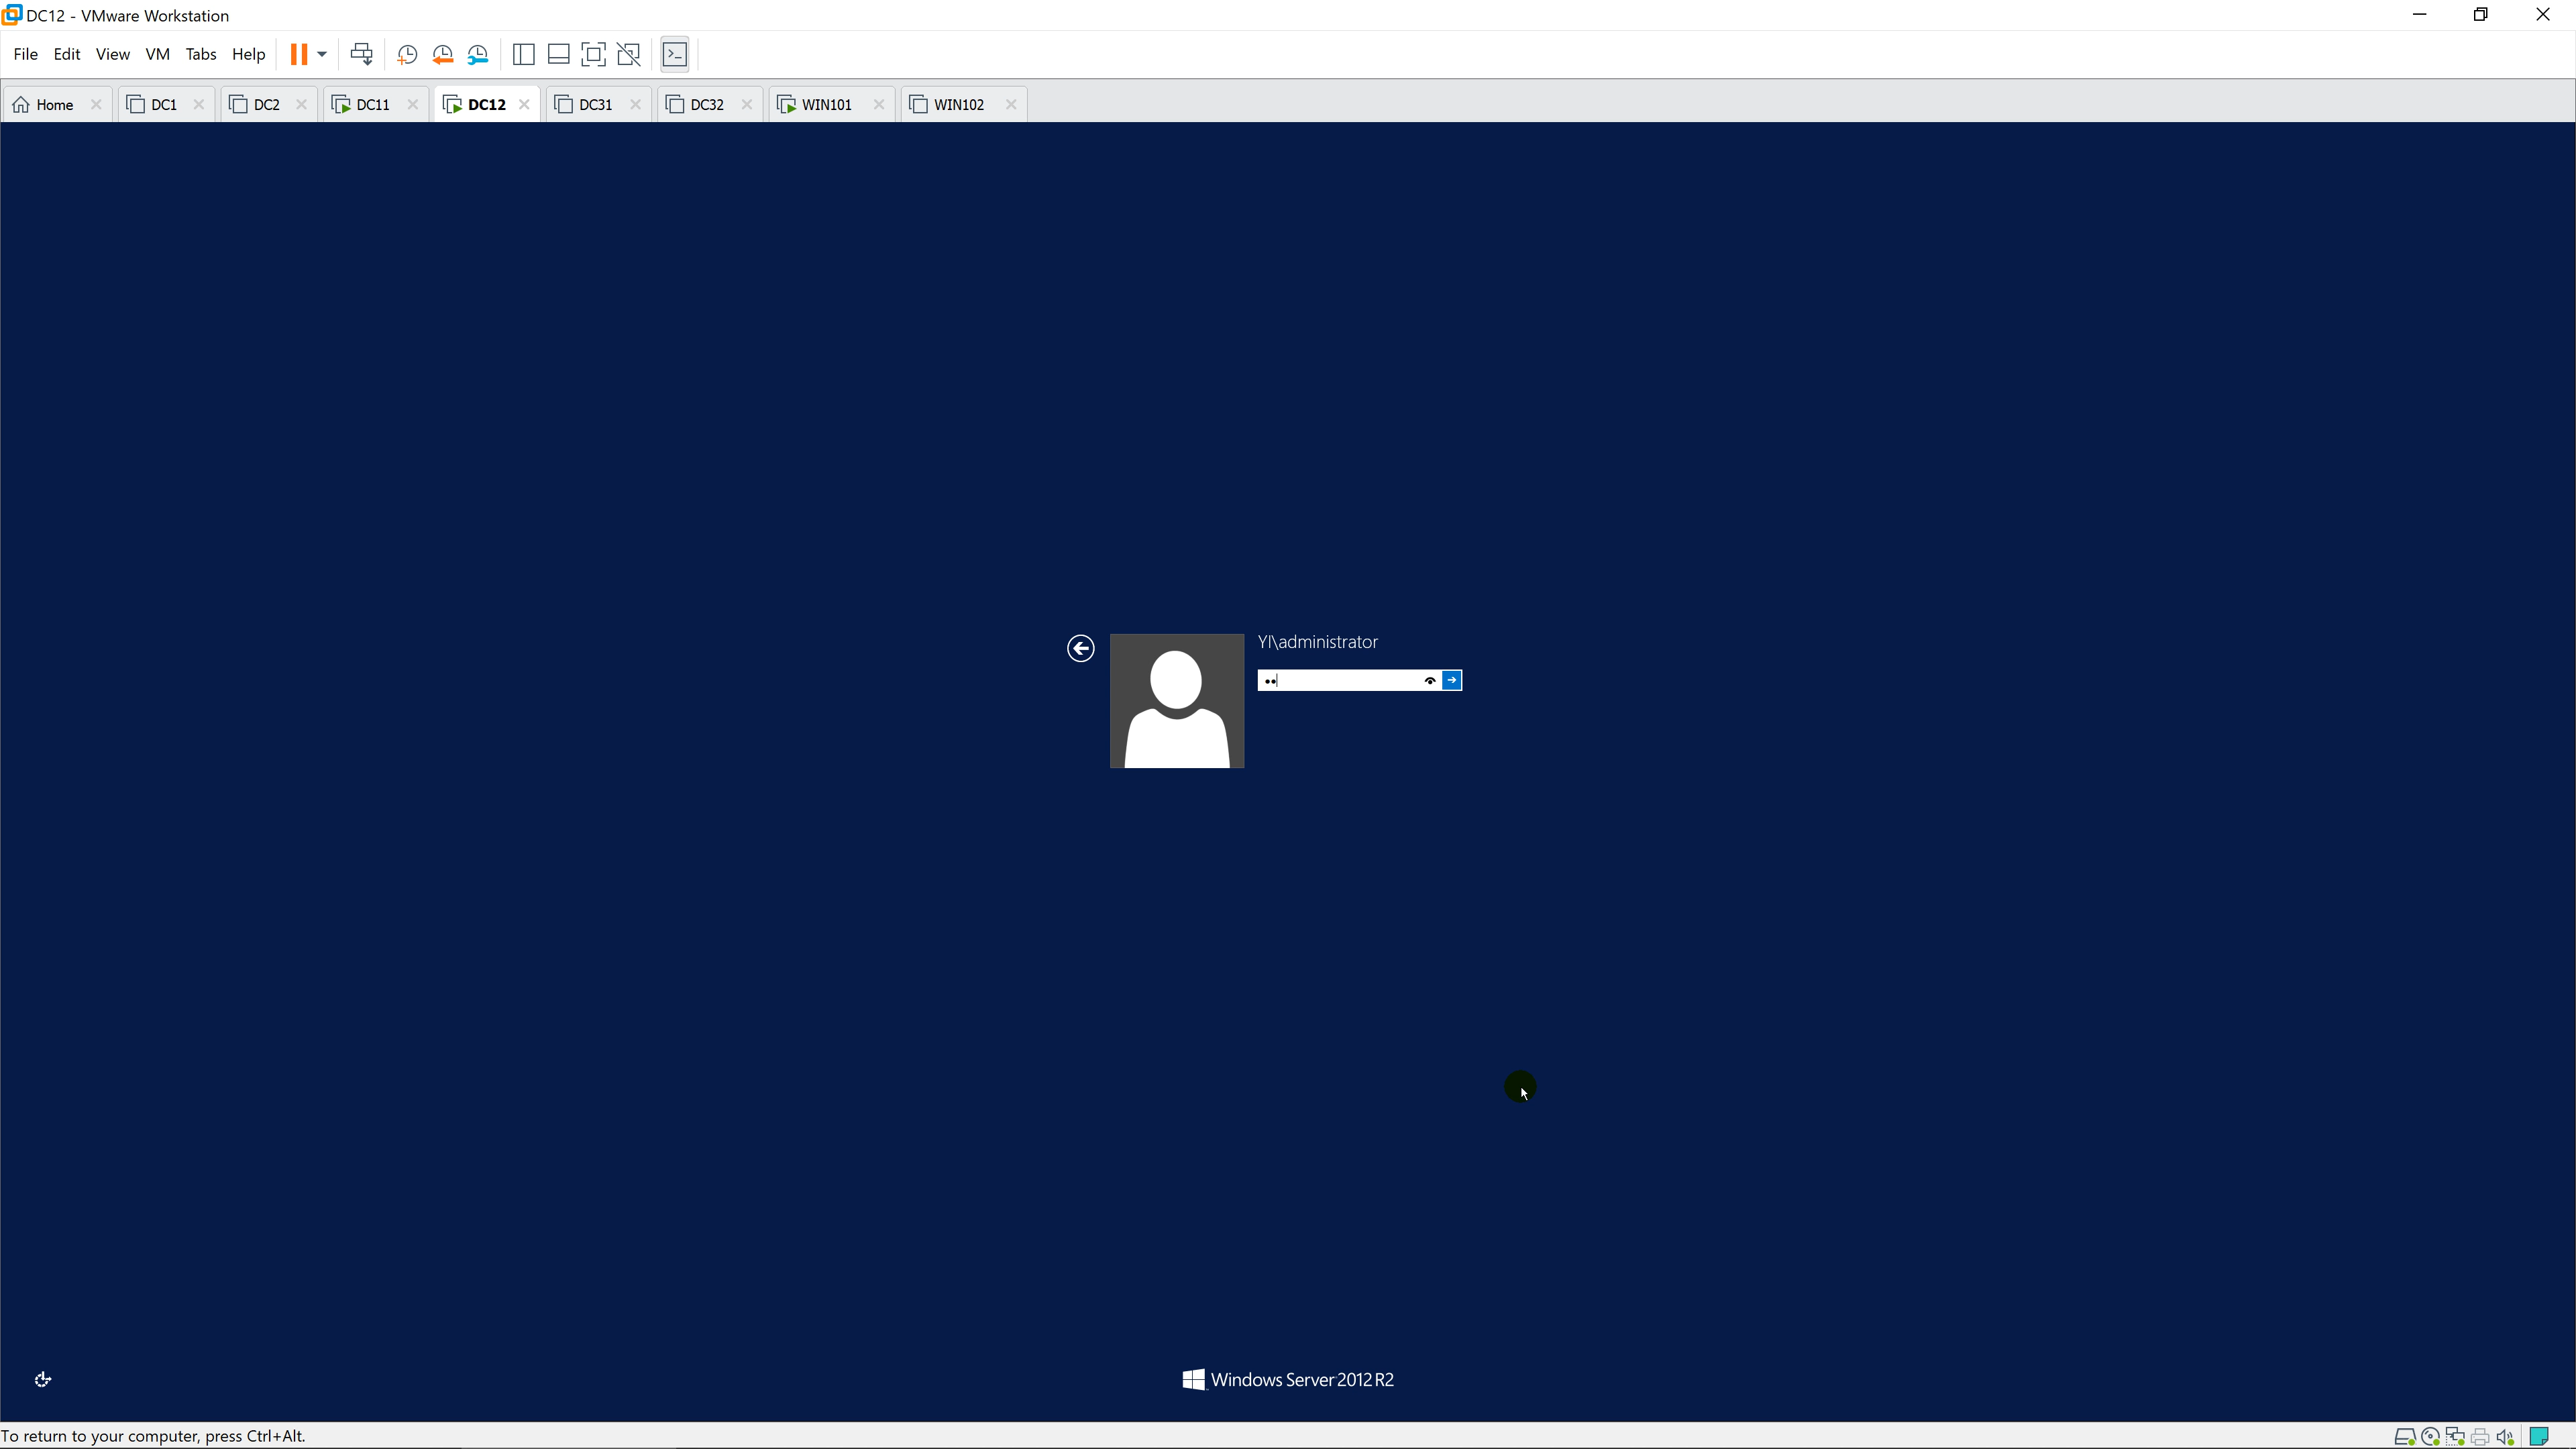 DC12 - VMware Workstation
File Edit View VM Tabs Help
Home DC1 DC2 DC11 DC12 DC31 DC32 WIN101 WIN102
YI\administrator
Windows Server 2012 R2
To return to your computer, press Ctrl+Alt.